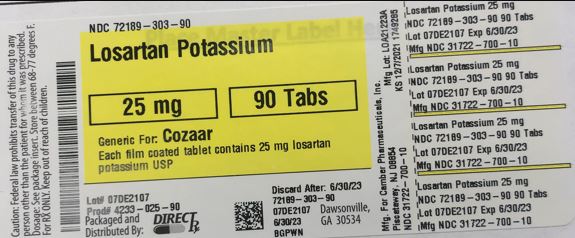 Caution: Federal law prohibits transfer of this drug to any
person other than the patient for whom it was prescribed.
Dosage: See package insert. Store between 68-77 degrees F.
For RX ONLY. Keep out of reach of children.
NDC 72189-303-90
Losartan Potassium
25 mg
90 Tabs
Generic For: Cozaar
Each film coated tablet contains 25 mg losartan
potassium USP
Lot# 07DE2107
Prod# 4233-025-90
Packaged and
Distributed By:
DIRECT Rx
Discard After: 6/30/23
72189-303-90
07DE2107
6/30/23
BGPWN
Dawsonville,
GA 30534
Mfg. For Camber Pharmaceuticals, Inc.
Piscataway, NJ 08854
NDC 31722-700-10
Mfg Lot: LOA21223A
KS 12/7/2021 1749285
Losartan Potassium 25 mg
NDC 72189-303-90 90 Tabs
Lot 07DE2107 Exp 6/30/23
Mfg NDC 31722-700-10
Losartan Potassium 25 mg
NDC 72189-303-90 90 Tabs
Lot 07DE2107 Exp 6/30/23
Mfg NDC 31722-700-10
Losartan Potassium 25 mg
NDC 72189-303-90 90 Tabs
Lot 07DE2107 Exp 6/30/23
Mfg NDC 31722-700-10
Losartan Potassium 25 mg
NDC 72189-303-90 90 Tabs
Lot 07DE2107 Exp 6/30/23
Mfg NDC 31722-700-10